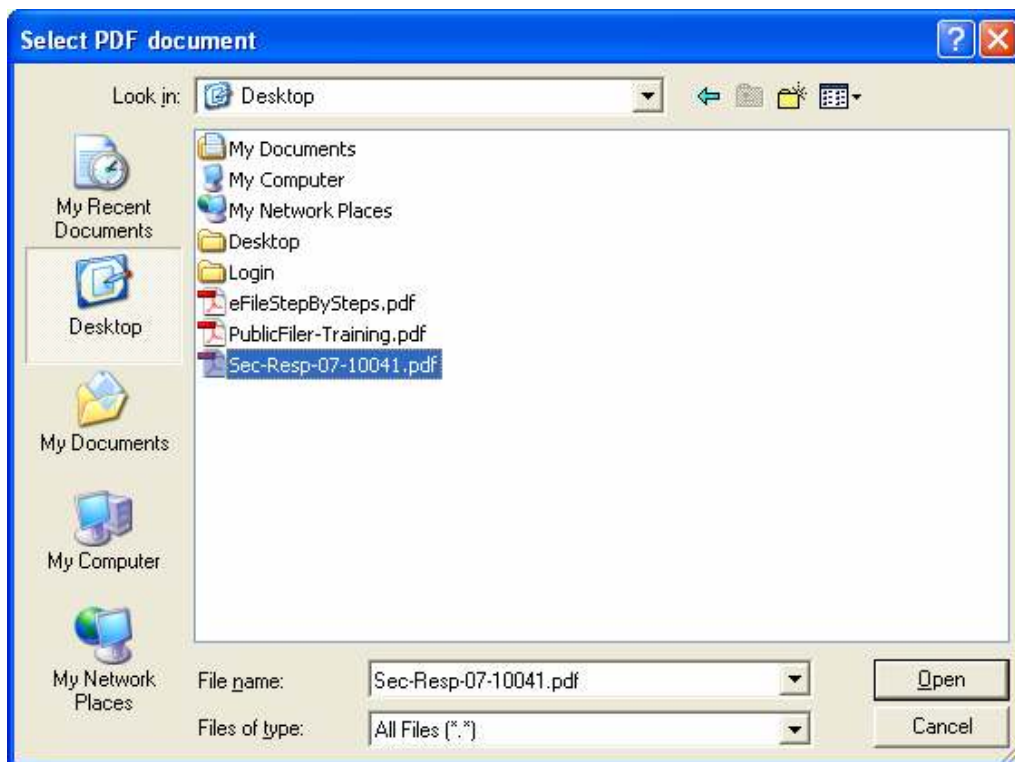 Select PDF document
Look in: Desktop
My Recent
Documents
Desktop
My Documents
My Computer
My Network
Places
My Documents
My Computer
My Network Places
Desktop
Login
eFileStepBySteps.pdf
PublicFiler-Training.pdf
Sec-Resp-07-10041.pdf
File name: Sec-Resp-07-10041.pdf Open
Files of type: All Files (*.*) Cancel